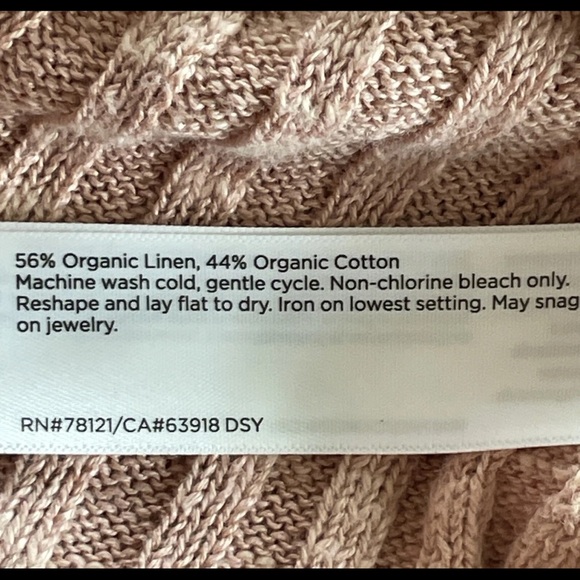 56% Organic Linen, 44% Organic Cotton
Machine wash cold, gentle cycle. Non-chlorine bleach only.
Reshape and lay flat to dry. Iron on lowest setting. May snag
on jewelry.
RN#78121/CA#63918 DSY